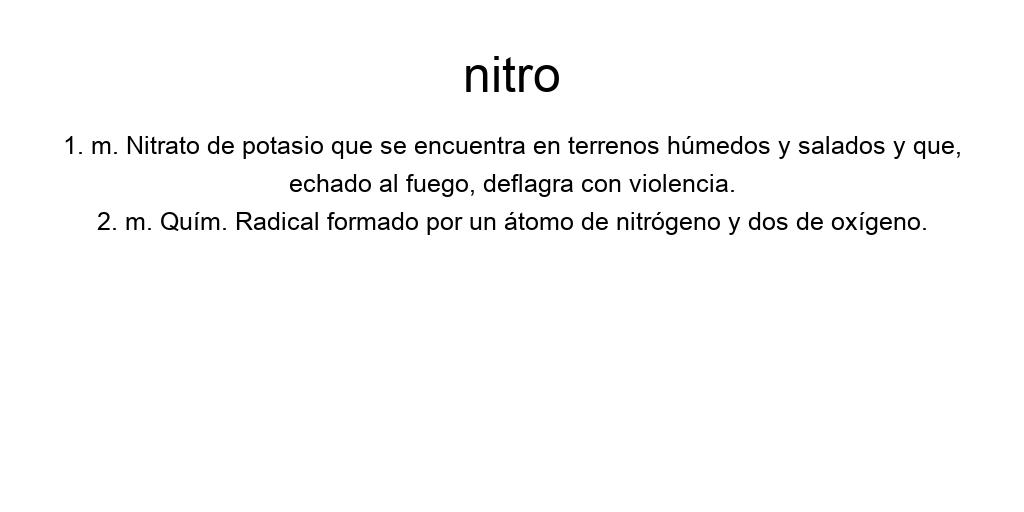 nitro
1. m. Nitrato de potasio que se encuentra en terrenos húmedos y salados y que,
echado al fuego, deflagra con violencia.
2. m. Quím. Radical formado por un átomo de nitrógeno y dos de oxígeno.